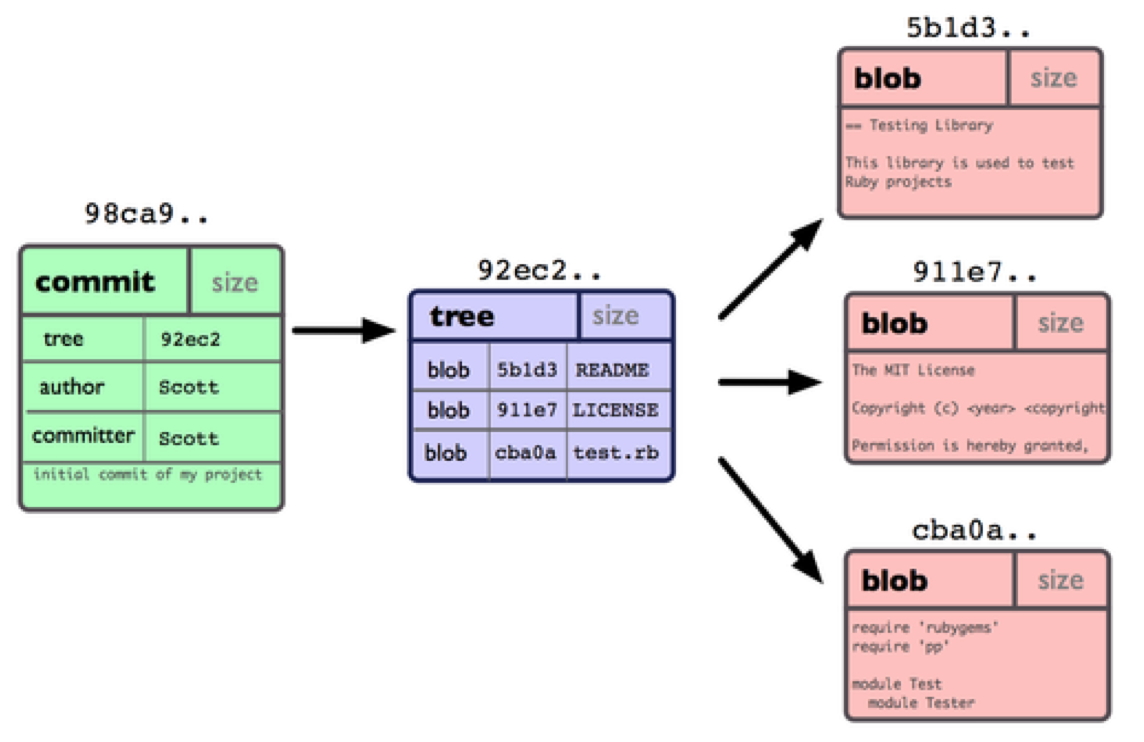 98ca9..
commit size
tree 92ec2
author Scott
committer Scott
initial commit of my project
92ec2..
tree size
blob 5b1d3 README
blob 911e7 LICENSE
blob cba0a test.rb
5b1d3..
blob size
== Testing Library
This library is used to test
Ruby projects
911e7..
blob size
The MIT License
Copyright (c) <year> <copyright
Permission is hereby granted,
cba0a..
blob size
require 'rubygems'
require 'pp'
module Test
module Tester